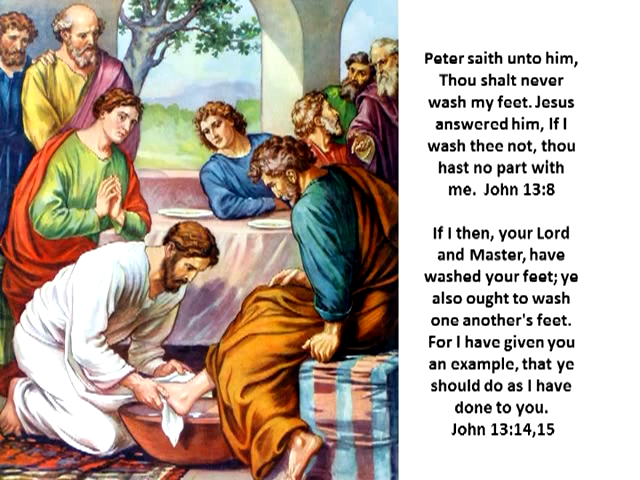 Peter saith unto him,
Thou shalt never
wash my feet. Jesus
answered him, If I
wash thee not, thou
hast no part with
me.  John 13:8
If I then, your Lord
and Master, have
washed your feet; ye
also ought to wash
one another's feet.
For I have given you
an example, that ye
should do as I have
done to you.
John 13:14,15